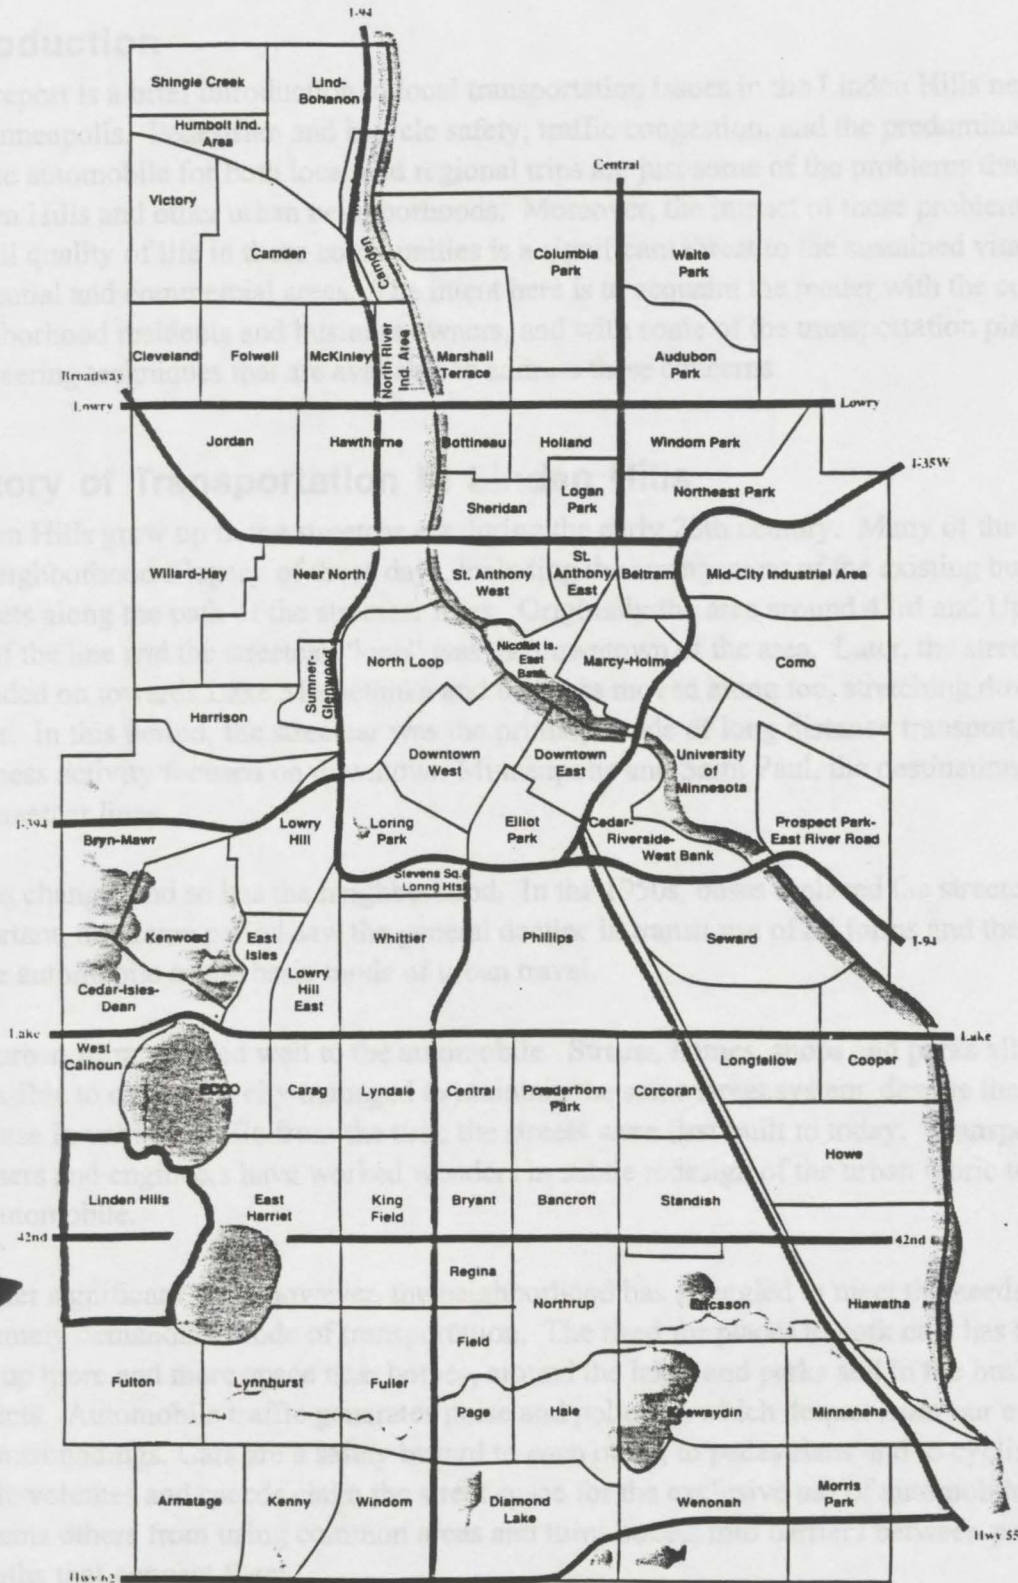 I-94
Shingle Creek
Lind-
Bohanon
Humbolt Ind.
Area
Central
Victory
Camden
Camden
Columbia
Park
Waite
Park
Cleveland
Folwell
McKinley
North River
Ind. Area
Marshall
Terrace
Audubon
Park
Broadway
Lowry
Lowry
Jordan
Hawthorne
Bottineau
Holland
Windom Park
I-35W
Sheridan
Logan
Park
Northeast Park
Willard-Hay
Near North
St. Anthony
West
St.
Anthony
East
Beltrami
Mid-City Industrial Area
Sumner-
Glenwood
North Loop
Nicollet Is.
East
Bank
Marcy-Holmes
Como
Harrison
Downtown
West
Downtown
East
University
of
Minnesota
I-394
Bryn-Mawr
Lowry
Hill
Loring
Park
Elliot
Park
Cedar-
Riverside-
West Bank
Prospect Park-
East River Road
Stevens Sq.
Kenwood
East
Isles
Whittier
Phillips
Seward
I-94
Cedar-Isles-
Dean
Lowry
Hill
East
Lake
Lake
West
Calhoun
ECCO
Carag
Lyndale
Central
Powderhorn
Park
Corcoran
Longfellow
Cooper
Howe
Linden Hills
East
Harriet
King
Field
Bryant
Bancroft
Standish
42nd
42nd
Regina
Northrup
Ericsson
Hiawatha
Field
Fulton
Lynnhurst
Fuller
Page
Hale
Keewaydin
Minnehaha
Armatage
Kenny
Windom
Diamond
Lake
Wenonah
Morris
Park
Hwy 55
Hwy 62